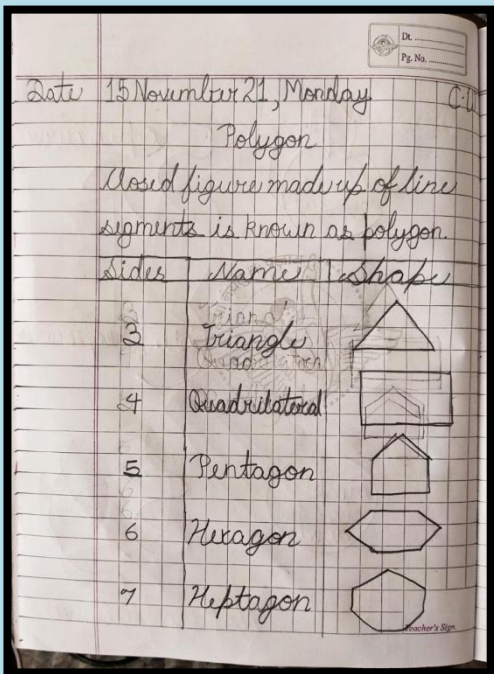 Dt.
Pg. No.
Date 15 November 21, Monday C.W
Polygon
Closed figure made up of line
segments is known as polygon.
Sides Name Shape
3 Triangle
4 Quadrilateral
5 Pentagon
6 Hexagon
7 Heptagon
Teacher's Sign